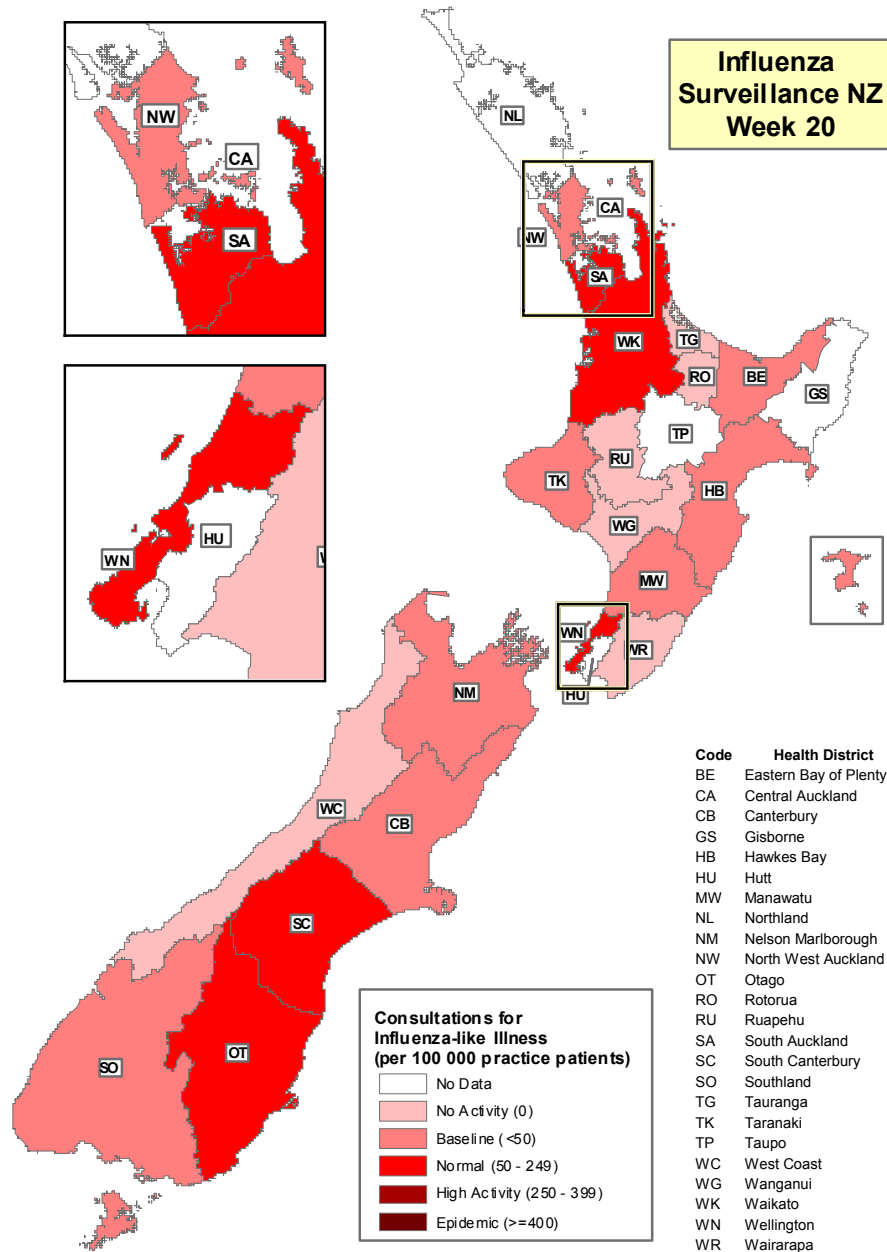 Influenza
Surveillance NZ
Week 20
NW
CA
SA
WN
HU
W
NL
CA
NW
SA
WK
TG
RO
BE
GS
TP
RU
TK
HB
WG
MW
WN
WR
HU
NM
WC
CB
SC
OT
SO
Code Health District
BE Eastern Bay of Plenty
CA Central Auckland
CB Canterbury
GS Gisborne
HB Hawkes Bay
HU Hutt
MW Manawatu
NL Northland
NM Nelson Marlborough
NW North West Auckland
OT Otago
RO Rotorua
RU Ruapehu
SA South Auckland
SC South Canterbury
SO Southland
TG Tauranga
TK Taranaki
TP Taupo
WC West Coast
WG Wanganui
WK Waikato
WN Wellington
WR Wairarapa
Consultations for
Influenza-like Illness
(per 100 000 practice patients)
No Data
No Activity (0)
Baseline (<50)
Normal (50 - 249)
High Activity (250 - 399)
Epidemic (>=400)